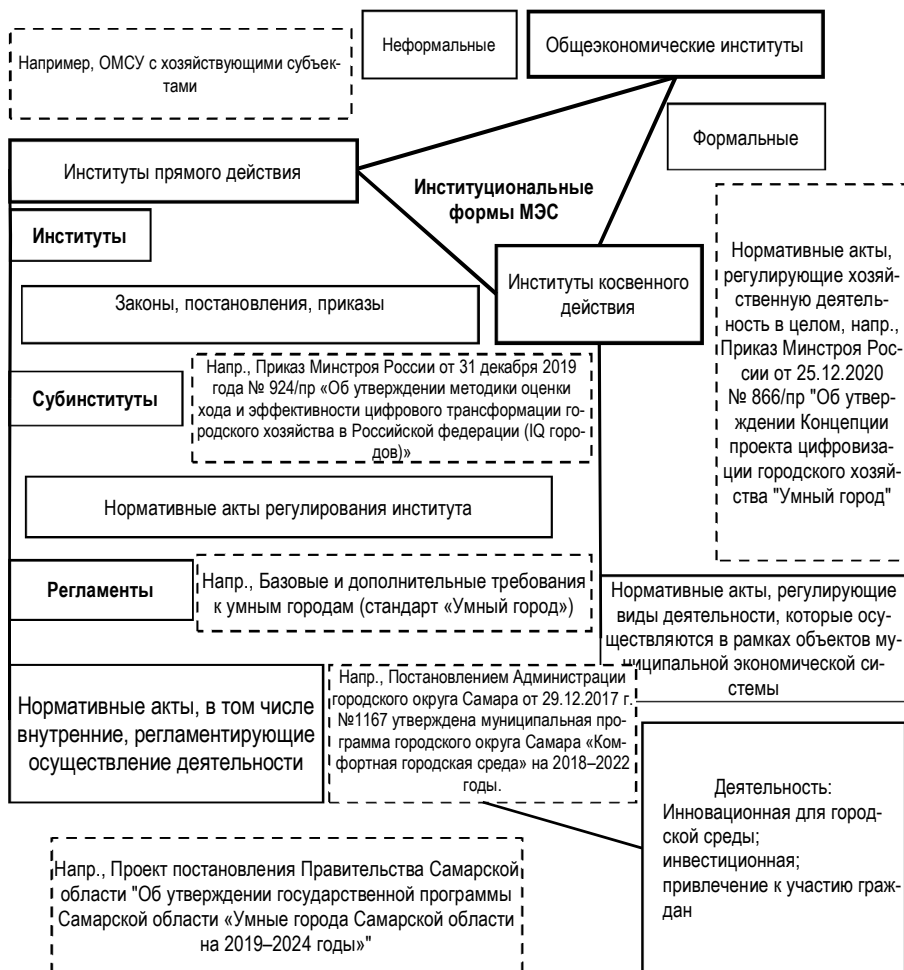 Неформальные
Общеэкономические институты
Например, ОМСУ с хозяйствующими субъек-
тами
Формальные
Институты прямого действия
Институциональные
формы МЭС
Институты
Институты косвенного
действия
Законы, постановления, приказы
Нормативные акты,
регулирующие хозяй-
ственную деятель-
ность в целом, напр.,
Приказ Минстроя Рос-
сии от 25.12.2020
№ 866/пр "Об утвер-
ждении Концепции
проекта цифровиза-
ции городского хозяй-
ства "Умный город"
Субинституты
Напр., Приказ Минстроя России от 31 декабря 2019
года № 924/пр «Об утверждении методики оценки
хода и эффективности цифрового трансформации го-
родского хозяйства в Российской федерации (IQ горо-
дов)»
Нормативные акты регулирования института
Регламенты
Напр., Базовые и дополнительные требования
к умным городам (стандарт «Умный город»)
Нормативные акты, регулирующие
виды деятельности, которые осу-
ществляются в рамках объектов му-
ниципальной экономической си-
стемы
Нормативные акты, в том числе
внутренние, регламентирующие
осуществление деятельности
Напр., Постановлением Администрации
городского округа Самара от 29.12.2017 г.
№1167 утверждена муниципальная про-
грамма городского округа Самара «Ком-
фортная городская среда» на 2018–2022
годы.
Деятельность:
Инновационная для город-
ской среды;
инвестиционная;
привлечение к участию граж-
дан
Напр., Проект постановления Правительства Самарской
области "Об утверждении государственной программы
Самарской области «Умные города Самарской области
на 2019–2024 годы»"